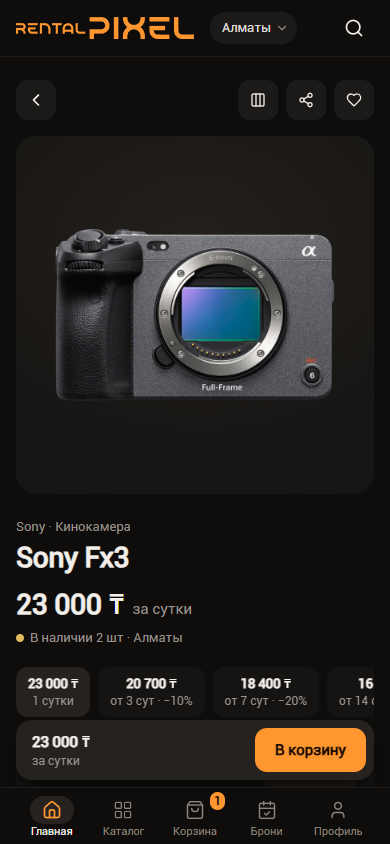 RENTAL PIXEL
Алматы
E-mount
α
Full-Frame
6
Sony · Кинокамера
Sony Fx3
23 000 ₸ за сутки
В наличии 2 шт · Алматы
23 000 ₸ 20 700 ₸ 18 400 ₸ 16
1 сутки от 3 сут · −10% от 7 сут · −20% от 14 с
23 000 ₸
за сутки
В корзину
1
Главная Каталог Корзина Брони Профиль